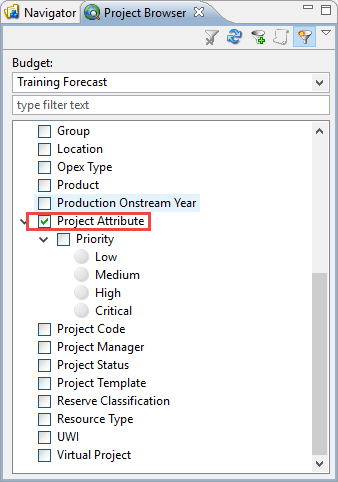 Navigator Project Browser
Budget:
Training Forecast
type filter text
Group
Location
Opex Type
Product
Production Onstream Year
Project Attribute
Priority
Low
Medium
High
Critical
Project Code
Project Manager
Project Status
Project Template
Reserve Classification
Resource Type
UWI
Virtual Project